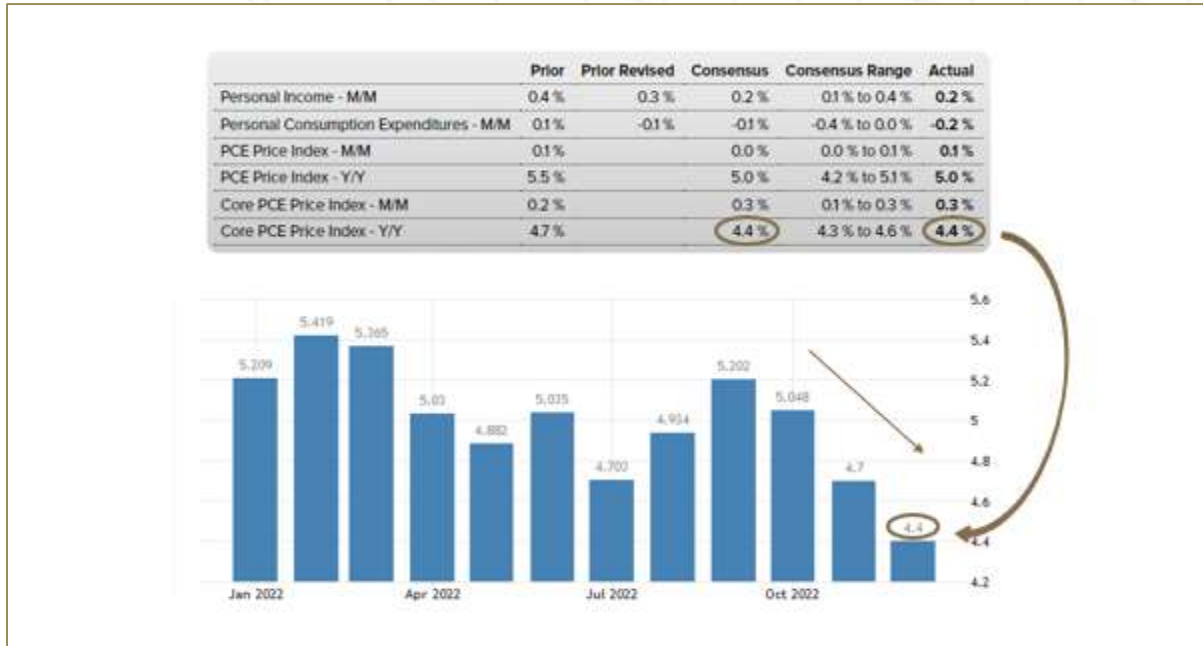 Prior Prior Revised Consensus Consensus Range Actual
Personal Income - M/M 0.4 % 0.3 % 0.2 % 0.1 % to 0.4 % 0.2 %
Personal Consumption Expenditures - M/M 0.1 % -0.1 % -0.1 % -0.4 % to 0.0 % -0.2 %
PCE Price Index - M/M 0.1 % 0.0 % 0.0 % to 0.1 % 0.1 %
PCE Price Index - Y/Y 5.5 % 5.0 % 4.2 % to 5.1 % 5.0 %
Core PCE Price Index - M/M 0.2 % 0.3 % 0.1 % to 0.3 % 0.3 %
Core PCE Price Index - Y/Y 4.7 % 4.4 % 4.3 % to 4.6 % 4.4 %
5.6
5.419
5.365
5.4
5.209
5.202
5.2
5.03
5.035
5.048
5
4.882
4.934
4.8
4.702
4.7
4.6
4.4
4.4
4.2
Jan 2022 Apr 2022 Jul 2022 Oct 2022